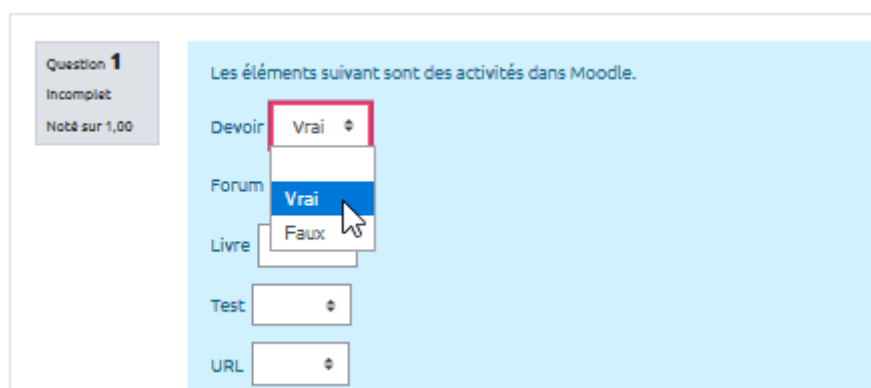 Question 1
Incomplet
Noté sur 1,00
Les éléments suivant sont des activités dans Moodle.
Devoir Vrai
Forum
Vrai
Faux
Livre
Test
URL